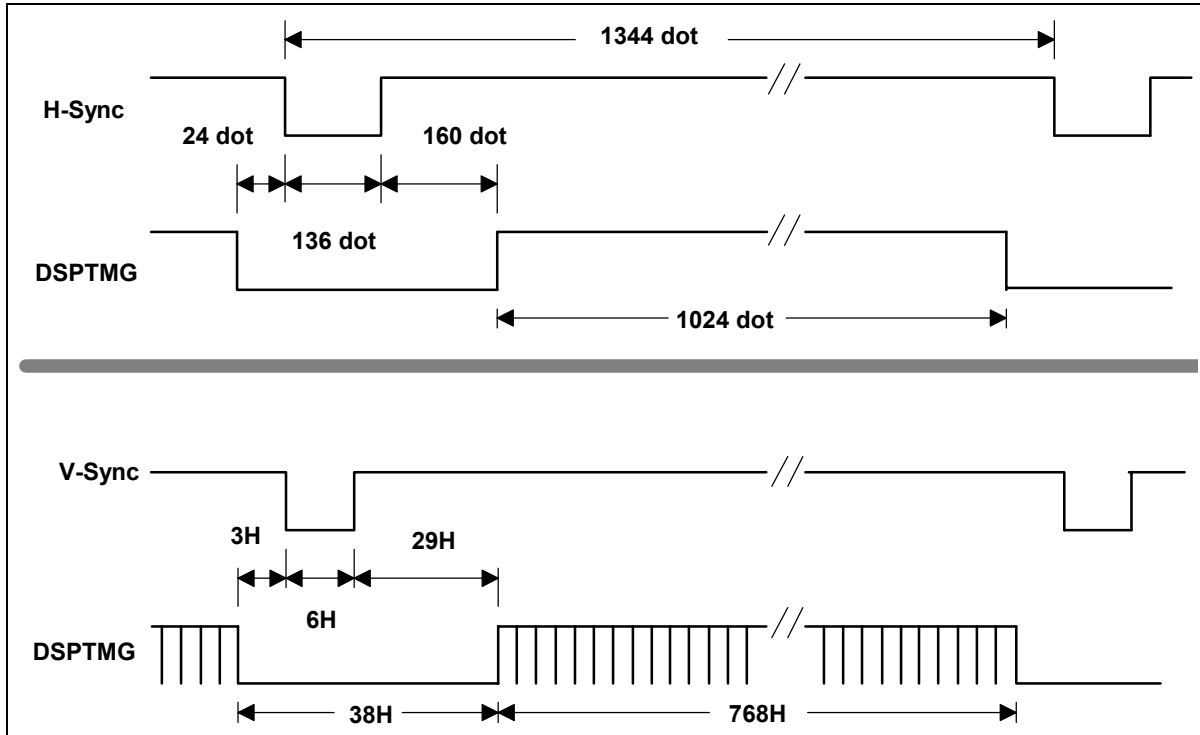 1344 dot
H-Sync
24 dot
160 dot
136 dot
DSPTMG
1024 dot
V-Sync
3H
29H
6H
DSPTMG
38H
768H